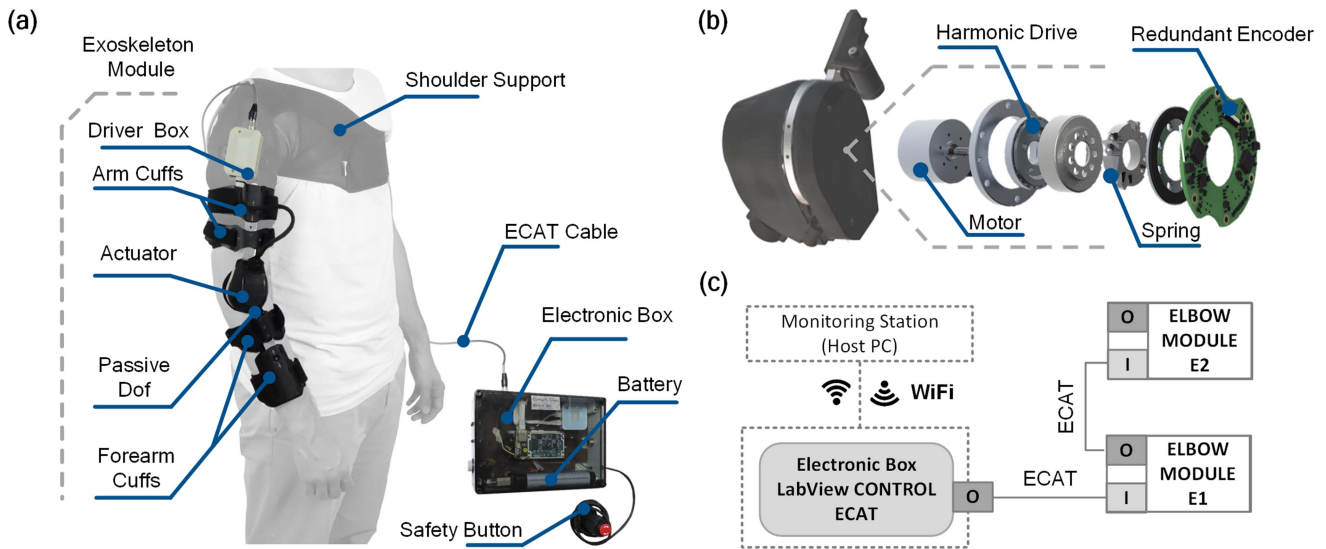 (a)
Exoskeleton
Module
Driver Box
Arm Cuffs
Actuator
Passive
Dof
Forearm
Cuffs
Shoulder Support
ECAT Cable
Electronic Box
Battery
Safety Button
(b)
Harmonic Drive
Redundant Encoder
Motor
Spring
(c)
Monitoring Station
(Host PC)
WiFi
Electronic Box
LabView CONTROL
ECAT
O
ECAT
ECAT
O
I
ELBOW
MODULE
E2
O
I
ELBOW
MODULE
E1